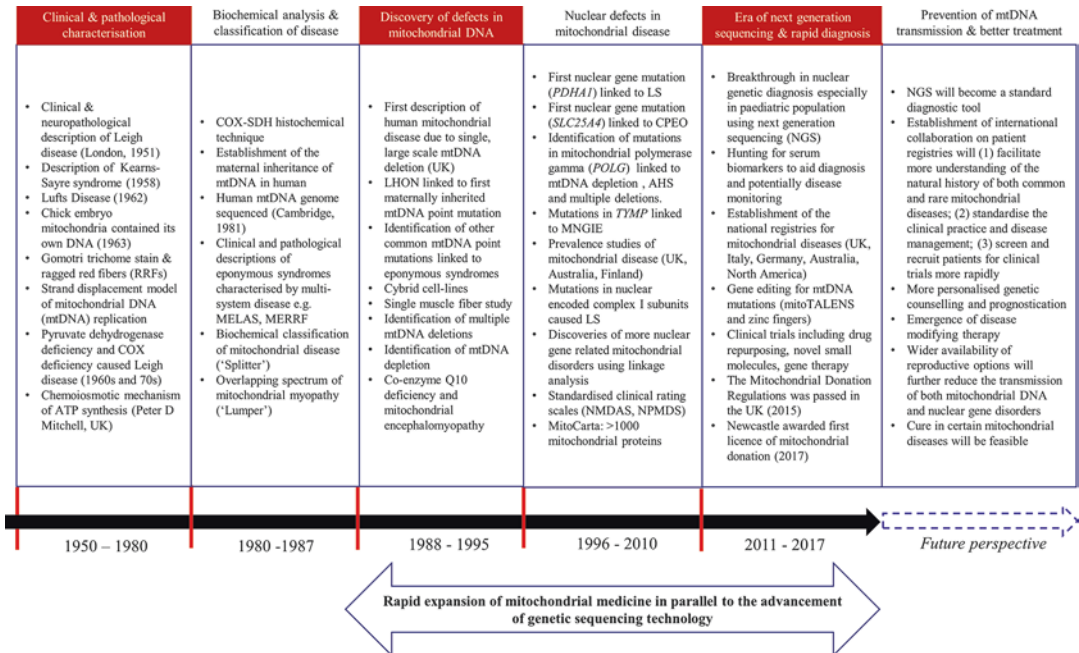 Clinical & pathological
characterisation
Biochemical analysis &
classification of disease
Discovery of defects in
mitochondrial DNA
Nuclear defects in
mitochondrial disease
Era of next generation
sequencing & rapid diagnosis
Prevention of mtDNA
transmission & better treatment
• Clinical &
neuropathological
description of Leigh
disease (London, 1951)
• Description of Kearns-
Sayre syndrome (1958)
• Lufts Disease (1962)
• Chick embryo
mitochondria contained its
own DNA (1963)
• Gomotri trichome stain &
ragged red fibers (RRFs)
• Strand displacement model
of mitochondrial DNA
(mtDNA) replication
• Pyruvate dehydrogenase
deficiency and COX
deficiency caused Leigh
disease (1960s and 70s)
• Chemoiosmotic mechanism
of ATP synthesis (Peter D
Mitchell, UK)
• COX-SDH histochemical
technique
• Establishment of the
maternal inheritance of
mtDNA in human
• Human mtDNA genome
sequenced (Cambridge,
1981)
• Clinical and pathological
descriptions of
eponymous syndromes
characterised by multi-
system disease e.g.
MELAS, MERRF
• Biochemical classification
of mitochondrial disease
(‘Splitter’)
• Overlapping spectrum of
mitochondrial myopathy
(‘Lumper’)
• First description of
human mitochondrial
disease due to single,
large scale mtDNA
deletion (UK)
• LHON linked to first
maternally inherited
mtDNA point mutation
• Identification of other
common mtDNA point
mutations linked to
eponymous syndromes
• Cybrid cell-lines
• Single muscle fiber study
• Identification of multiple
mtDNA deletions
• Identification of mtDNA
depletion
• Co-enzyme Q10
deficiency and
mitochondrial
encephalomyopathy
• First nuclear gene mutation
(PDHA1) linked to LS
• First nuclear gene mutation
(SLC25A4) linked to CPEO
• Identification of mutations
in mitochondrial polymerase
gamma (POLG) linked to
mtDNA depletion , AHS
and multiple deletions.
• Mutations in TYMP linked
to MNGIE
• Prevalence studies of
mitochondrial disease (UK,
Australia, Finland)
• Mutations in nuclear
encoded complex I subunits
caused LS
• Discoveries of more nuclear
gene related mitochondrial
disorders using linkage
analysis
• Standardised clinical rating
scales (NMDAS, NPMDS)
• MitoCarta: >1000
mitochondrial proteins
• Breakthrough in nuclear
genetic diagnosis especially
in paediatric population
using next generation
sequencing (NGS)
• Hunting for serum
biomarkers to aid diagnosis
and potentially disease
monitoring
• Establishment of the
national registries for
mitochondrial diseases (UK,
Italy, Germany, Australia,
North America)
• Gene editing for mtDNA
mutations (mitoTALENS
and zinc fingers)
• Clinical trials including drug
repurposing, novel small
molecules, gene therapy
• The Mitochondrial Donation
Regulations was passed in
the UK (2015)
• Newcastle awarded first
licence of mitochondrial
donation (2017)
• NGS will become a standard
diagnostic tool
• Establishment of international
collaboration on patient
registries will (1) facilitate
more understanding of the
natural history of both common
and rare mitochondrial
diseases; (2) standardise the
clinical practice and disease
management; (3) screen and
recruit patients for clinical
trials more rapidly
• More personalised genetic
counselling and prognostication
• Emergence of disease
modifying therapy
• Wider availability of
reproductive options will
further reduce the transmission
of both mitochondrial DNA
and nuclear gene disorders
• Cure in certain mitochondrial
diseases will be feasible
1950 – 1980
1980 -1987
1988 - 1995
1996 - 2010
2011 - 2017
Future perspective
Rapid expansion of mitochondrial medicine in parallel to the advancement
of genetic sequencing technology